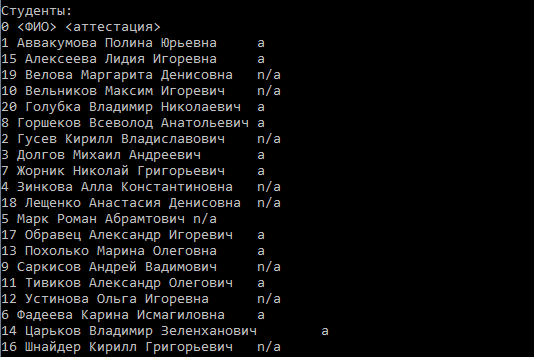 Студенты:
0 <ФИО> <аттестация>
1 Аввакумова Полина Юрьевна а
15 Алексеева Лидия Игоревна а
19 Велова Маргарита Денисовна n/a
10 Вельников Максим Игоревич n/a
20 Голубка Владимир Николаевич а
8 Горшеков Всеволод Анатольевич а
2 Гусев Кирилл Владиславович n/a
3 Долгов Михаил Андреевич а
7 Жорник Николай Григорьевич а
4 Зинкова Алла Константиновна n/a
18 Лещенко Анастасия Денисовна n/a
5 Марк Роман Абрамтович n/a
17 Образец Александр Игоревич а
13 Похолько Марина Олеговна а
9 Саркисов Андрей Вадимович n/a
11 Тивиков Александр Олегович а
12 Устинова Ольга Игоревна n/a
6 Фадеева Карина Исмагиловна а
14 Царьков Владимир Зеленханович а
16 Шнайдер Кирилл Григорьевич n/a